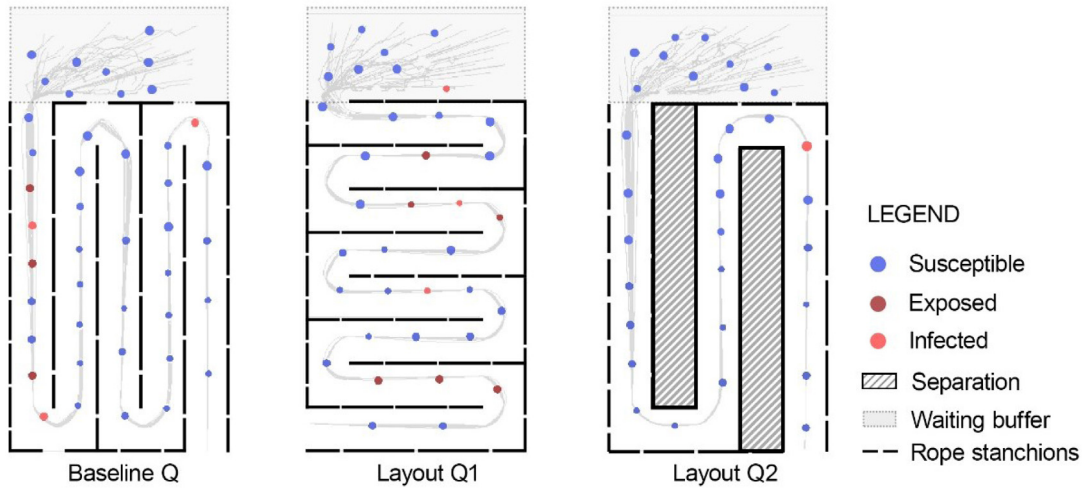 LEGEND
Susceptible
Exposed
Infected
Separation
Waiting buffer
Rope stanchions
Baseline Q
Layout Q1
Layout Q2